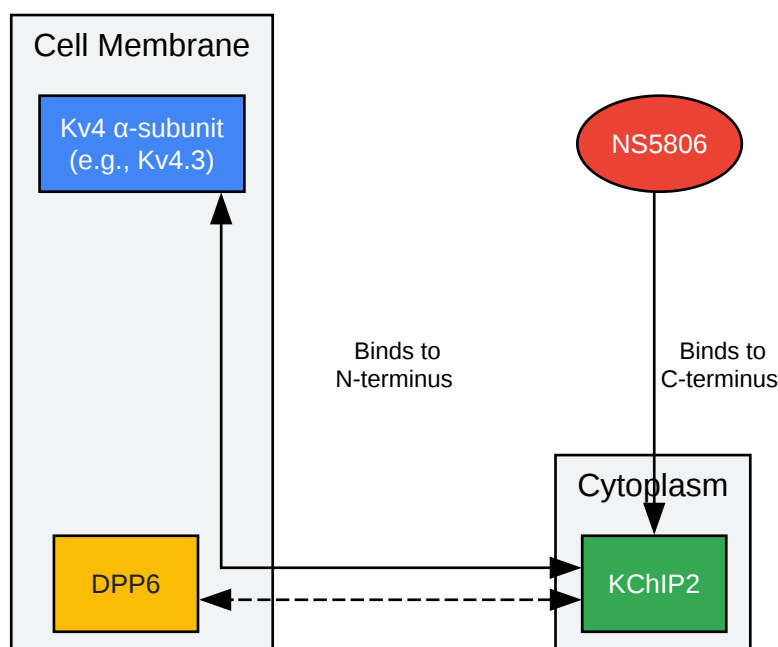 Cell Membrane
Kv4 α-subunit
(e.g., Kv4.3)
NS5806
Binds to
N-terminus
Binds to
C-terminus
Cytoplasm
DPP6
KChIP2